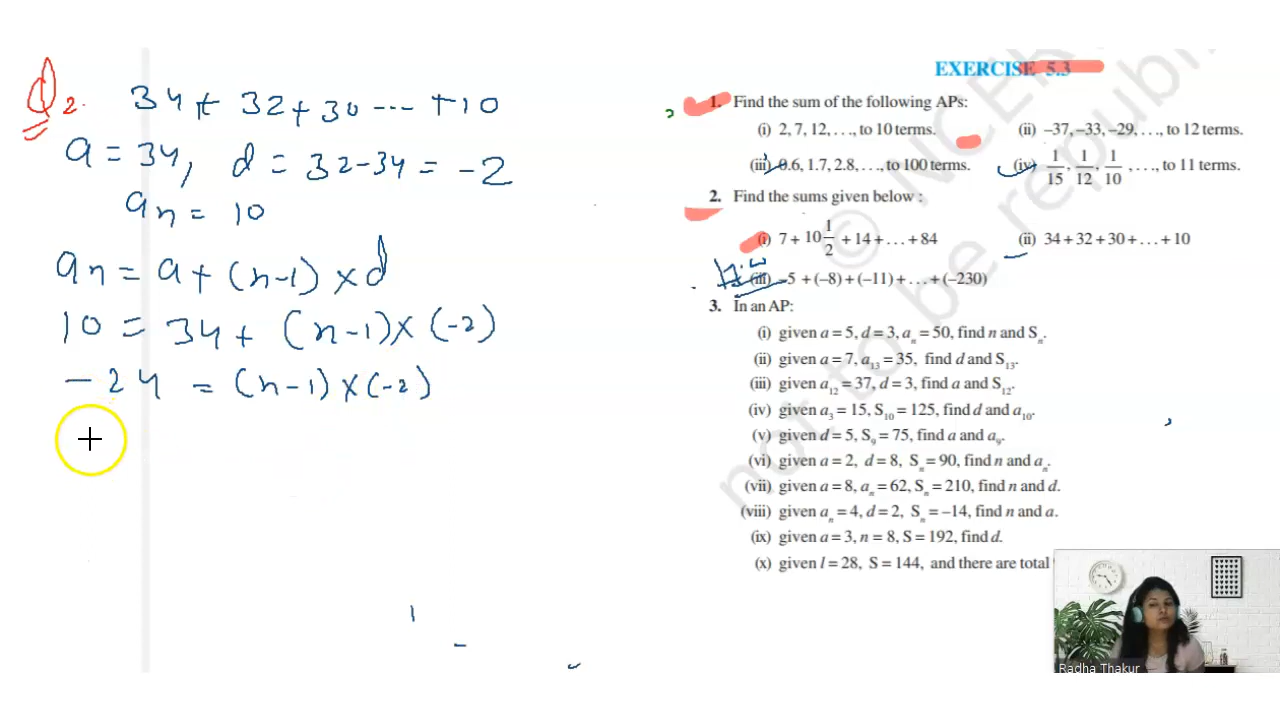 Q 2. 34 + 32 + 30 ... + 10
a = 34, d = 32 - 34 = -2
an = 10
an = a + (n-1) × d
10 = 34 + (n-1) × (-2)
-24 = (n-1) × (-2)
EXERCISE 5.3
1. Find the sum of the following APs:
(i) 2, 7, 12, . . ., to 10 terms. (ii) –37, –33, –29, . . ., to 12 terms.
(iii) 0.6, 1.7, 2.8, . . ., to 100 terms. (iv) 1/15, 1/12, 1/10, . . ., to 11 terms.
2. Find the sums given below :
(i) 7 + 10 1/2 + 14 + . . . + 84 (ii) 34 + 32 + 30 + . . . + 10
(iii) –5 + (–8) + (–11) + . . . + (–230)
3. In an AP:
(i) given a = 5, d = 3, an = 50, find n and Sn.
(ii) given a = 7, a13 = 35, find d and S13.
(iii) given a12 = 37, d = 3, find a and S12.
(iv) given a3 = 15, S10 = 125, find d and a10.
(v) given d = 5, S9 = 75, find a and a9.
(vi) given a = 2, d = 8, Sn = 90, find n and an.
(vii) given a = 8, an = 62, Sn = 210, find n and d.
(viii) given an = 4, d = 2, Sn = –14, find n and a.
(ix) given a = 3, n = 8, S = 192, find d.
(x) given l = 28, S = 144, and there are total
© NCER
not to be republi
Radha Thakur